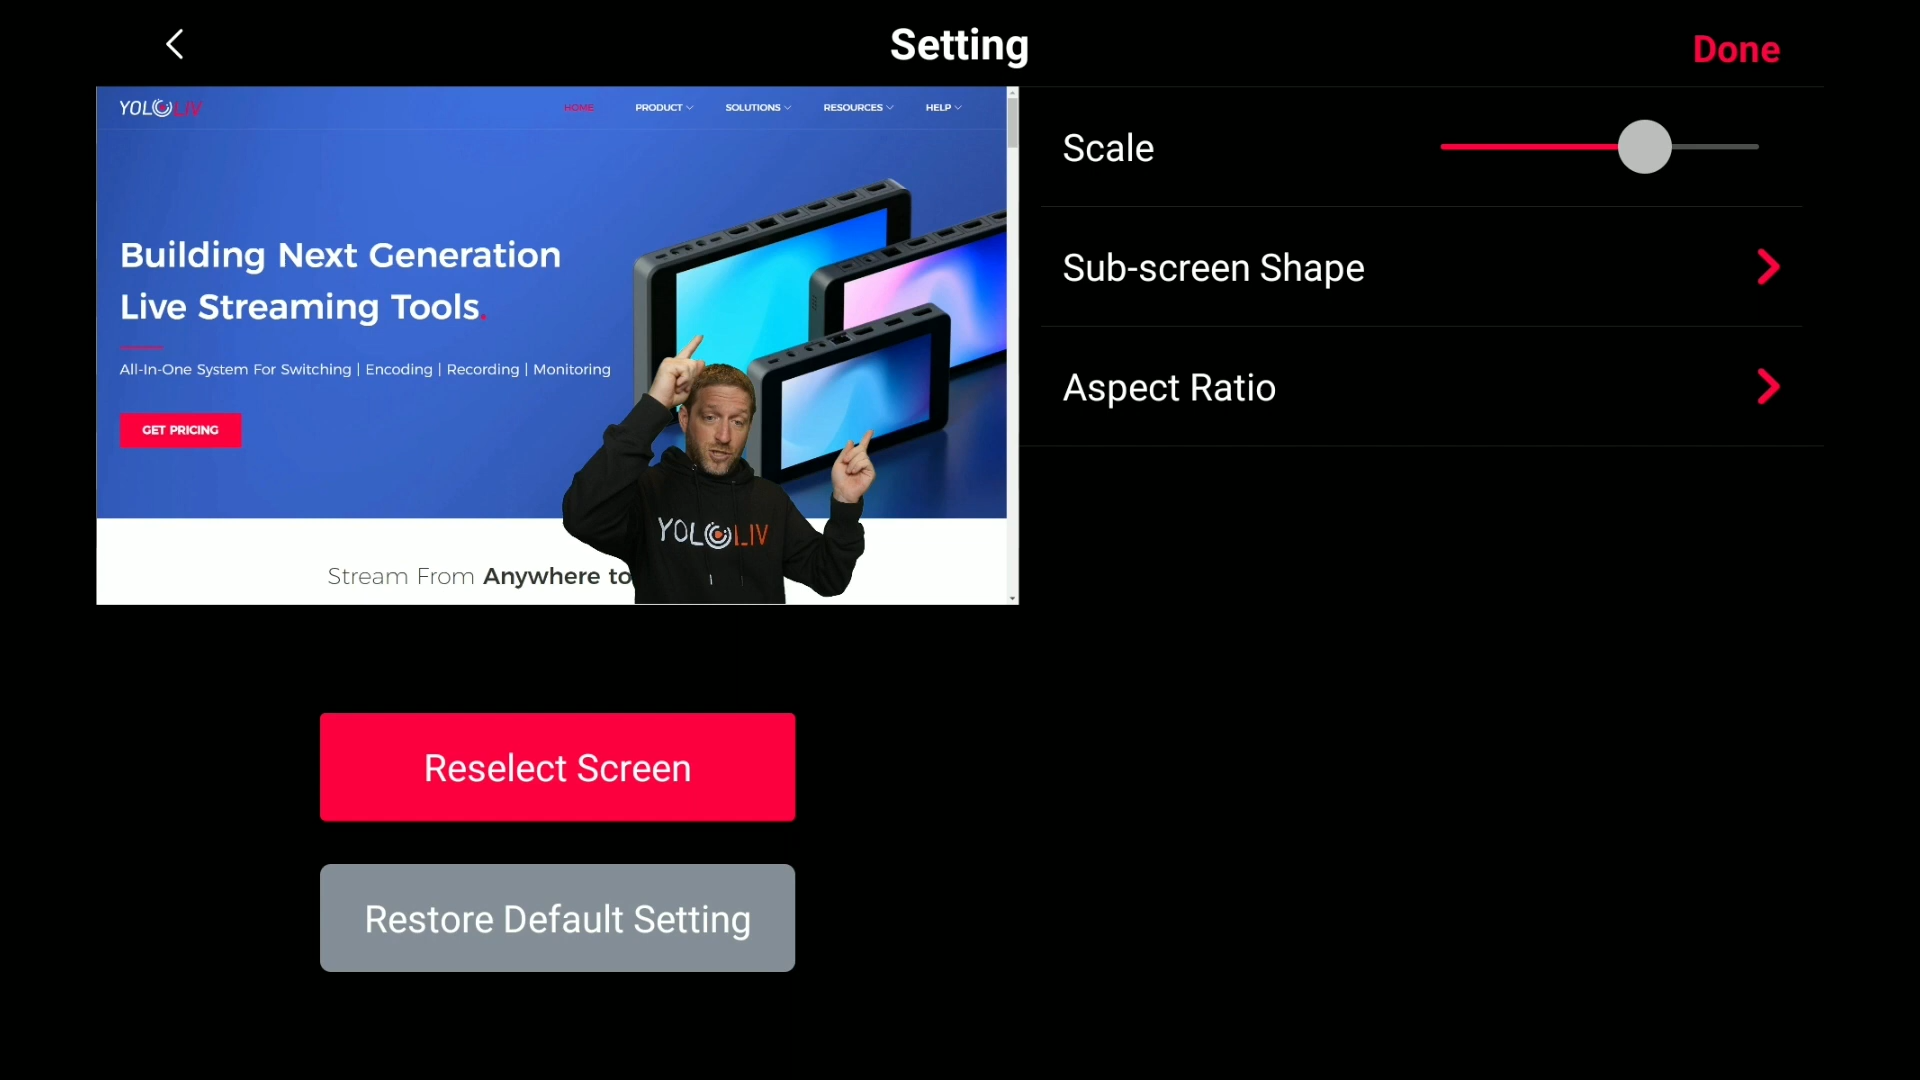 Setting
Done
YOLOLIV
HOME
PRODUCT
SOLUTIONS
RESOURCES
HELP
Building Next Generation
Live Streaming Tools.
All-In-One System For Switching | Encoding | Recording | Monitoring
GET PRICING
YOLOLIV
Stream From Anywhere to
Scale
Sub-screen Shape
Aspect Ratio
Reselect Screen
Restore Default Setting